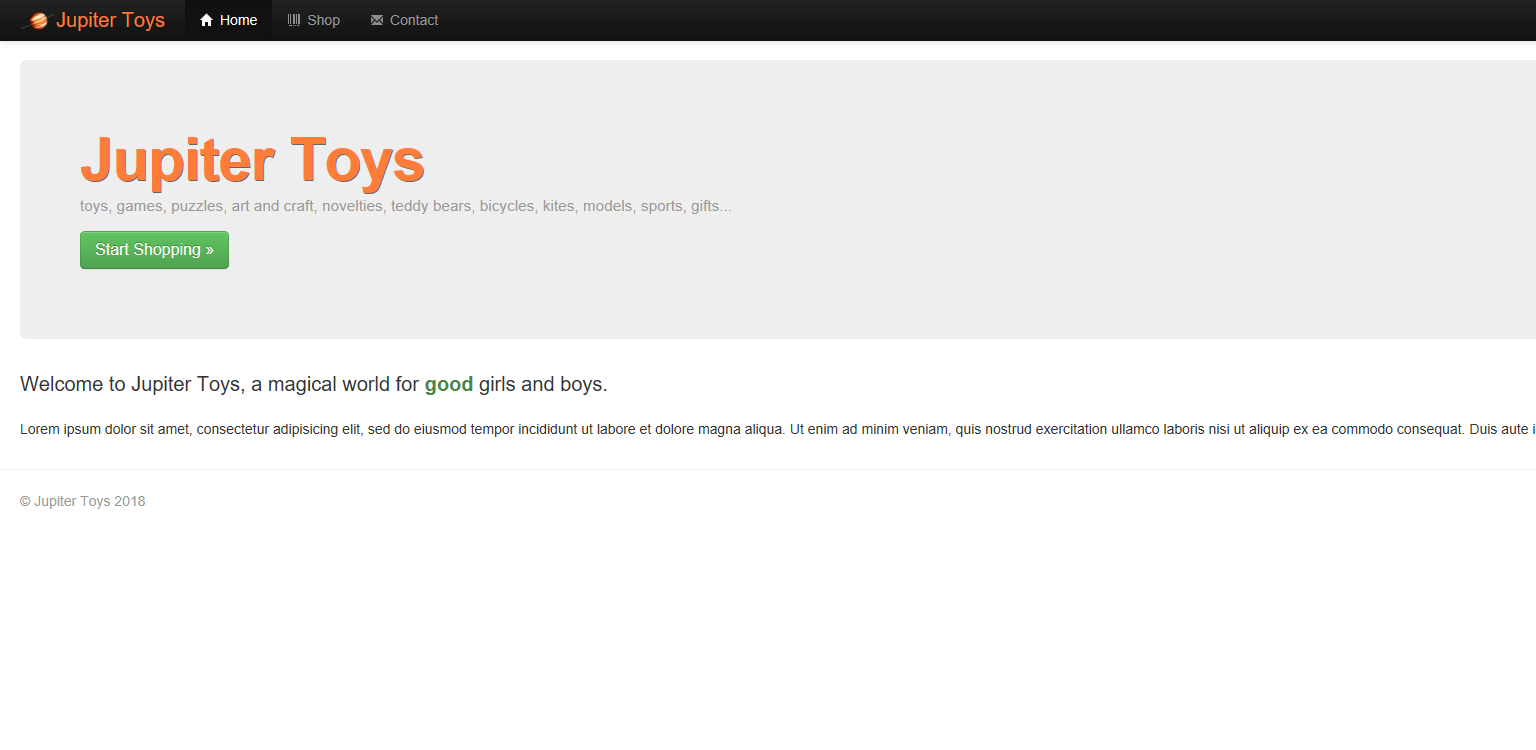 Jupiter Toys Home Shop Contact
Jupiter Toys
toys, games, puzzles, art and craft, novelties, teddy bears, bicycles, kites, models, sports, gifts...
Start Shopping »
Welcome to Jupiter Toys, a magical world for good girls and boys.
Lorem ipsum dolor sit amet, consectetur adipisicing elit, sed do eiusmod tempor incididunt ut labore et dolore magna aliqua. Ut enim ad minim veniam, quis nostrud exercitation ullamco laboris nisi ut aliquip ex ea commodo consequat. Duis aute i
© Jupiter Toys 2018